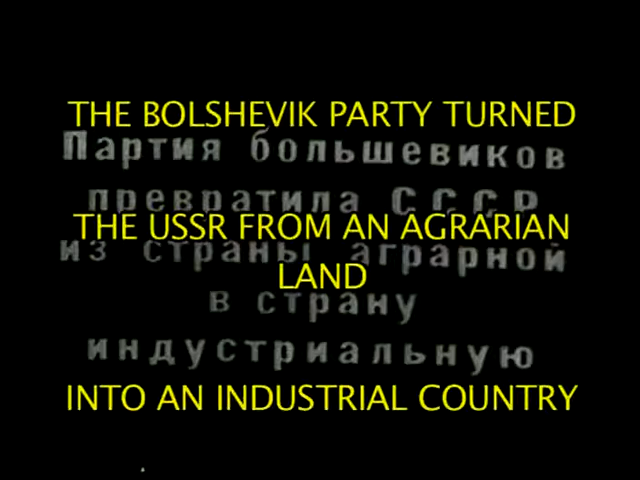 THE BOLSHEVIK PARTY TURNED
Партия большевиков
превратила СССР
THE USSR FROM AN AGRARIAN
из страны аграрной
LAND
в страну
индустриальную
INTO AN INDUSTRIAL COUNTRY